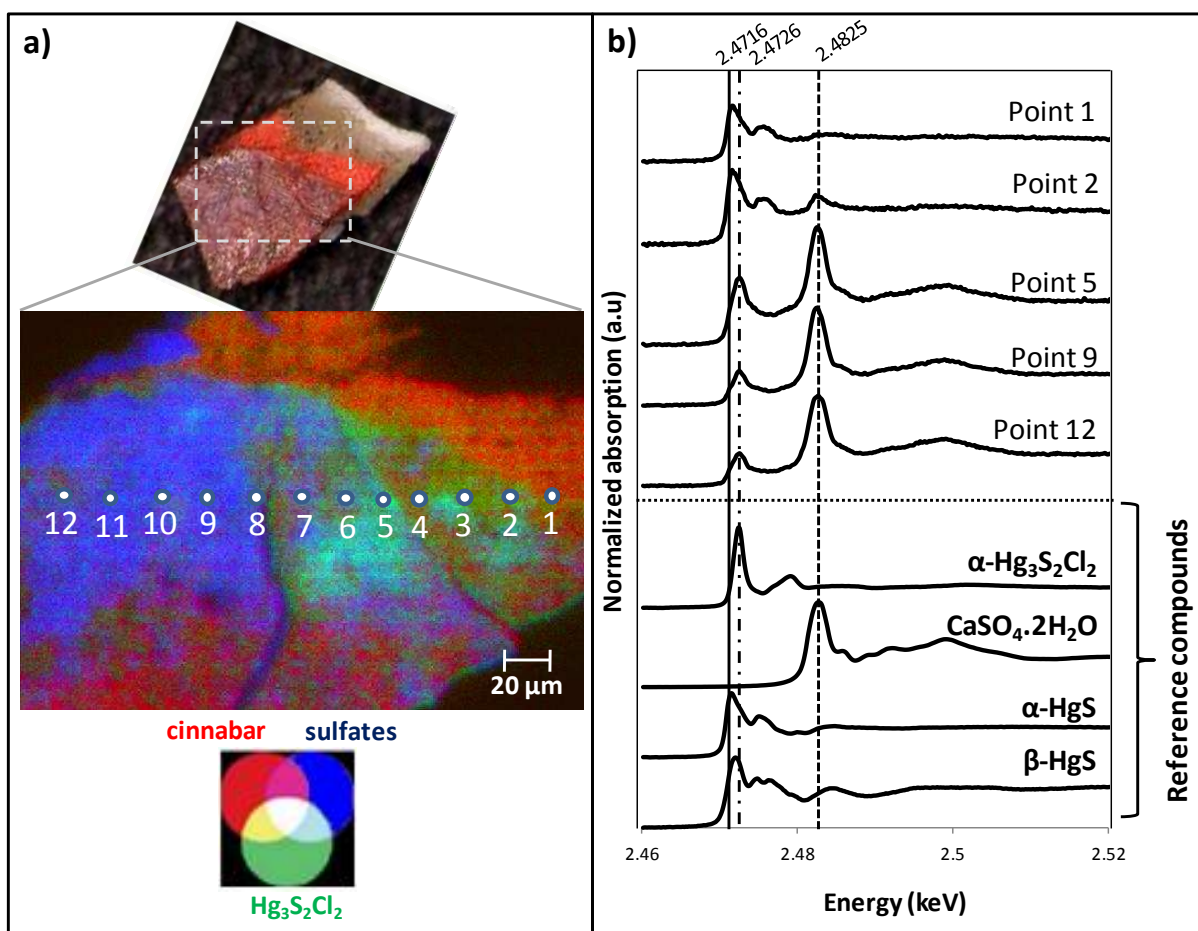 a)
12 11 10 9 8 7 6 5 4 3 2 1
20 µm
cinnabar sulfates
Hg₃S₂Cl₂
b)
2.4716
2.4726
2.4825
Normalized absorption (a.u)
Point 1
Point 2
Point 5
Point 9
Point 12
α-Hg₃S₂Cl₂
CaSO₄.2H₂O
α-HgS
β-HgS
Reference compounds
2.46 2.48 2.5 2.52
Energy (keV)